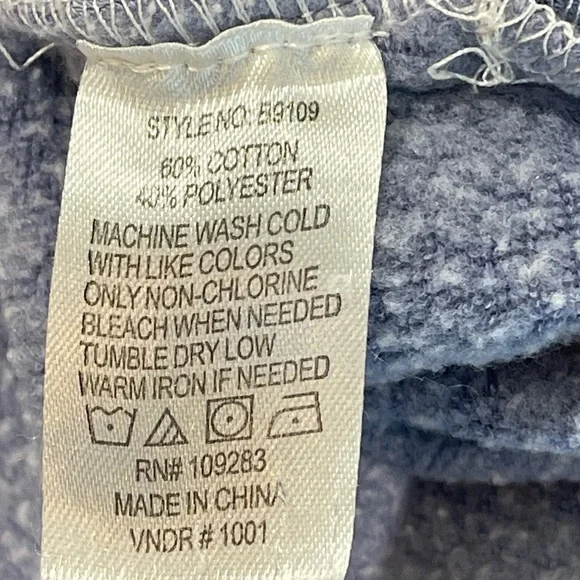 STYLE NO: B9109
60% COTTON
40% POLYESTER
MACHINE WASH COLD
WITH LIKE COLORS
ONLY NON-CHLORINE
BLEACH WHEN NEEDED
TUMBLE DRY LOW
WARM IRON IF NEEDED
RN# 109283
MADE IN CHINA
VNDR # 1001